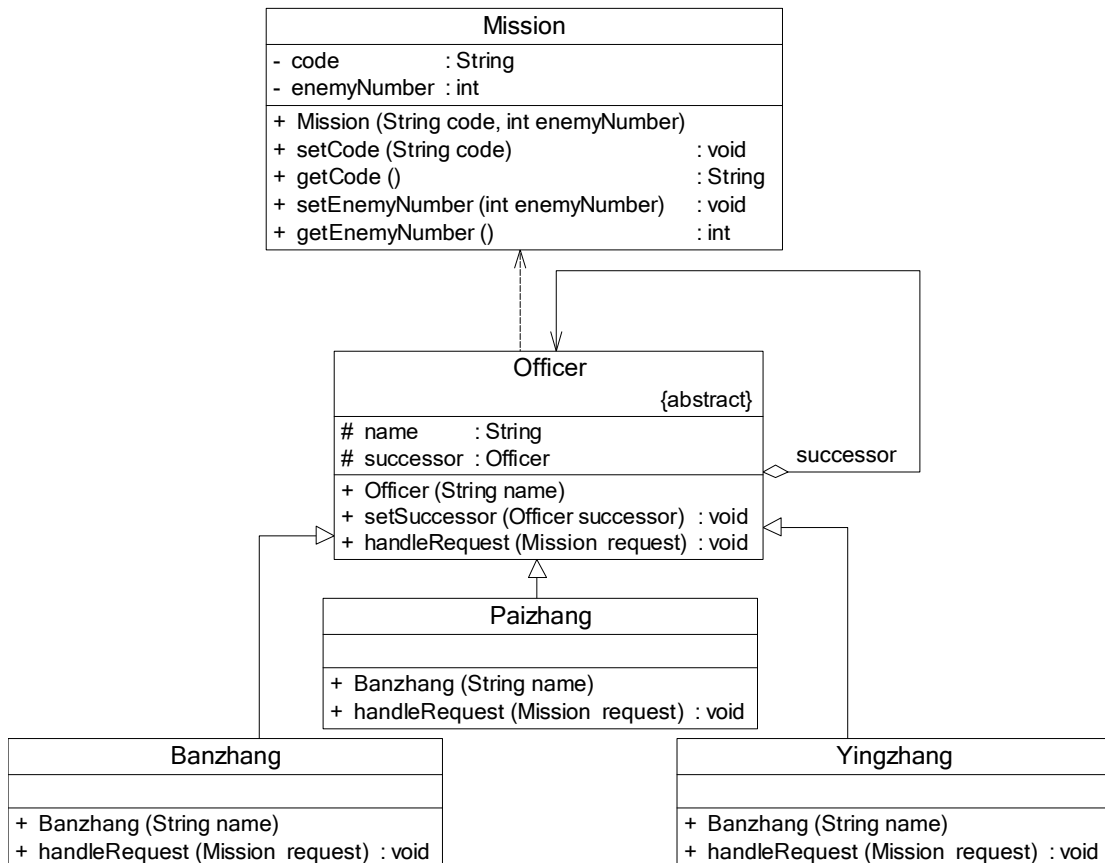 Mission
- code : String
- enemyNumber : int
+ Mission (String code, int enemyNumber)
+ setCode (String code) : void
+ getCode () : String
+ setEnemyNumber (int enemyNumber) : void
+ getEnemyNumber () : int
Officer
{abstract}
# name : String
# successor : Officer
successor
+ Officer (String name)
+ setSuccessor (Officer successor) : void
+ handleRequest (Mission request) : void
Paizhang
+ Banzhang (String name)
+ handleRequest (Mission request) : void
Banzhang
+ Banzhang (String name)
+ handleRequest (Mission request) : void
Yingzhang
+ Banzhang (String name)
+ handleRequest (Mission request) : void